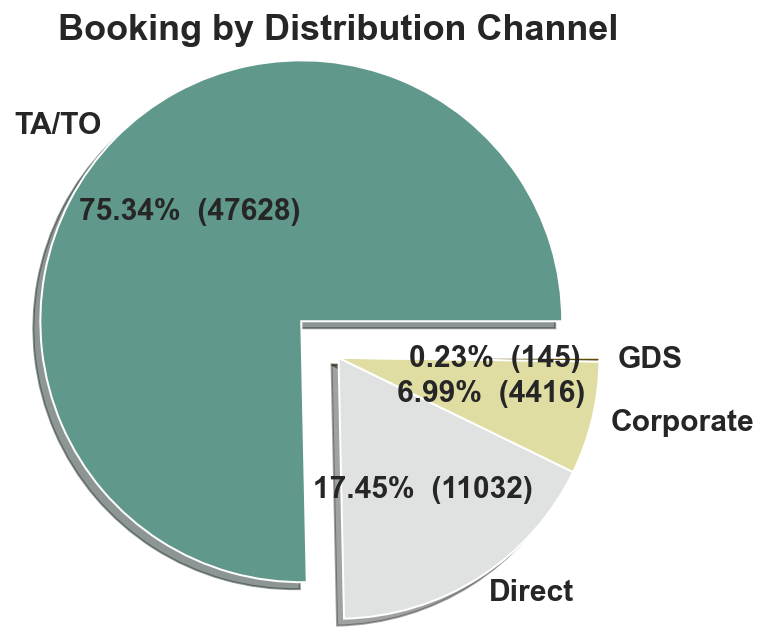 Booking by Distribution Channel
TA/TO
75.34% (47628)
0.23% (145)
GDS
6.99% (4416)
Corporate
17.45% (11032)
Direct